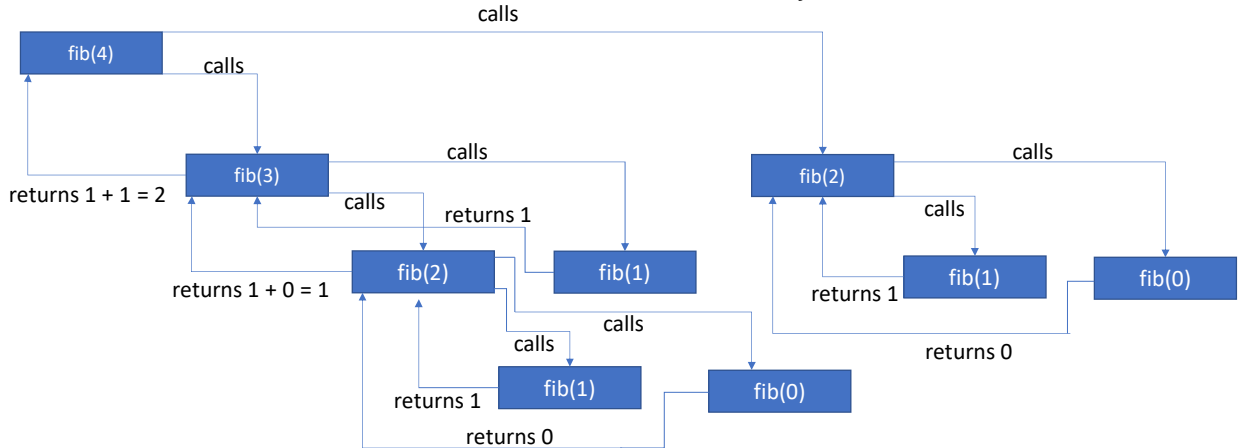 calls
fib(4)
calls
fib(3)
calls
fib(2)
calls
returns 1 + 1 = 2
calls
returns 1
calls
fib(2)
fib(1)
fib(1)
fib(0)
returns 1 + 0 = 1
returns 1
calls
calls
returns 0
fib(1)
fib(0)
returns 1
returns 0